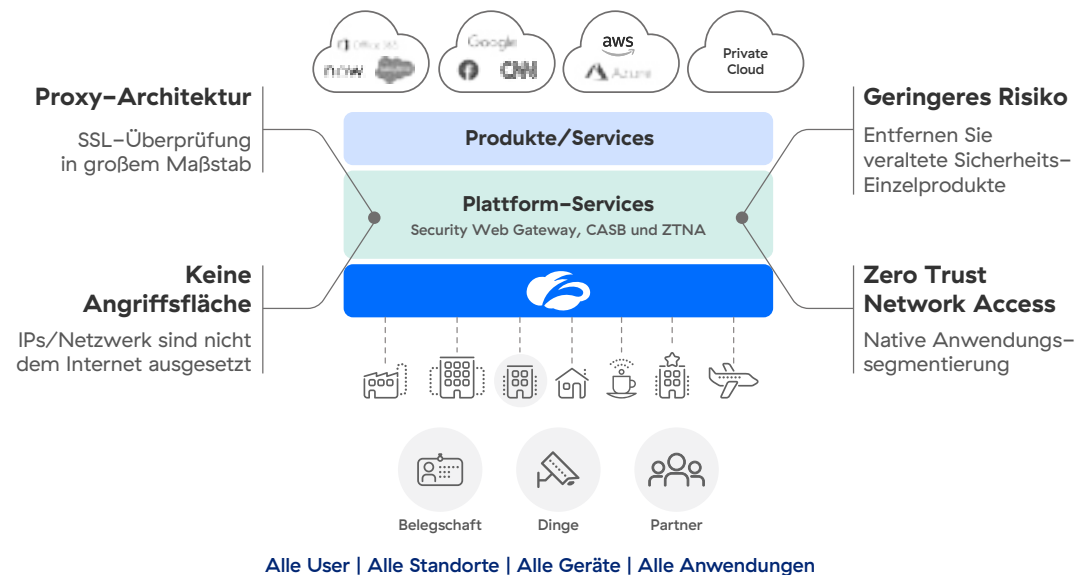 Office 365
now
salesforce
Google
CNN
aws
Azure
Private
Cloud
Proxy-Architektur
SSL-Überprüfung
in großem Maßstab
Keine
Angriffsfläche
IPs/Netzwerk sind nicht
dem Internet ausgesetzt
Produkte/Services
Plattform-Services
Security Web Gateway, CASB und ZTNA
Geringeres Risiko
Entfernen Sie
veraltete Sicherheits-
Einzelprodukte
Zero Trust
Network Access
Native Anwendungs-
segmentierung
Belegschaft
Dinge
Partner
Alle User | Alle Standorte | Alle Geräte | Alle Anwendungen